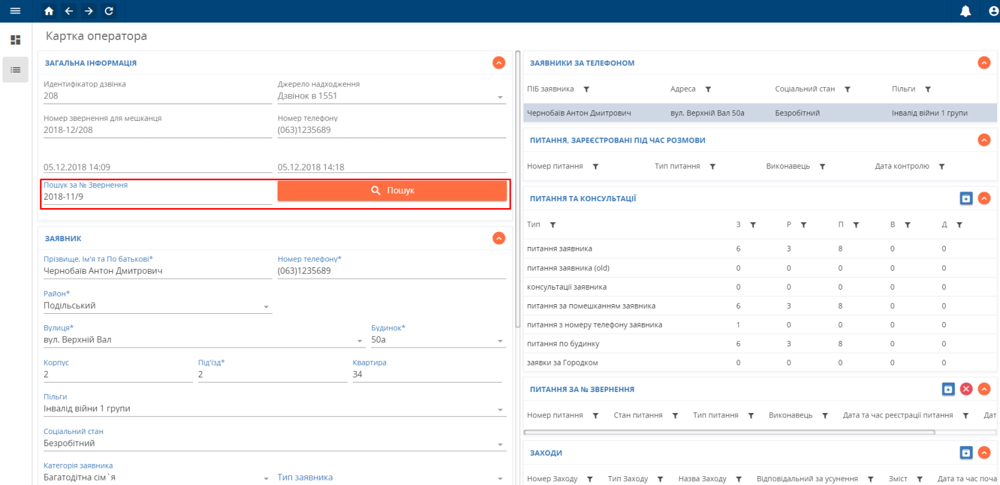 Картка оператора
ЗАГАЛЬНА ІНФОРМАЦІЯ
Идентифікатор дзвінка
Джерело надходження
208
Дзвінок в 1551
Номер звернення для мешканця
Номер телефону
2018-12/208
(063)1235689
05.12.2018 14:09
05.12.2018 14:18
Пошук за № Звернення
2018-11/9
Пошук
ЗАЯВНИК
Прізвище, Ім'я та По батькові*
Номер телефону*
Чернобаїв Антон Дмитрович
(063)1235689
Район*
Подільський
Вулиця*
Будинок*
вул. Верхній Вал
50а
Корпус
Під'їзд*
Квартира
2
2
34
Пільги
Інвалід війни 1 групи
Соціальний стан
Безробітний
Категорія заявника
Багатодітна сім`я
Тип заявника
ЗАЯВНИКИ ЗА ТЕЛЕФОНОМ
ПІБ заявника Адреса Соціальний стан Пільги
Чернобаїв Антон Дмитрович вул. Верхній Вал 50а Безробітний Інвалід війни 1 групи
ПИТАННЯ, ЗАРЕЄСТРОВАНІ ПІД ЧАС РОЗМОВИ
Номер питання Тип питання Виконавець Дата контролю
ПИТАННЯ ТА КОНСУЛЬТАЦІЇ
Тип З Р П В Д
питання заявника 6 3 8 0 0
питання заявника (old) 0 0 0 0 0
консультації заявника 0 0 0 0 0
питання за помешканням заявника 6 3 8 0 0
питання з номеру телефону заявника 1 0 0 0 0
питання по будинку 6 3 8 0 0
заявки за Городком 0 0 0 0 0
ПИТАННЯ ЗА № ЗВЕРНЕННЯ
Номер питання Стан питання Тип питання Виконавець Дата та час реєстрації питання Дат
ЗАХОДИ
Номер Заходу Тип Заходу Назва Заходу Відповідальний за усунення Зміст Дата та час поча